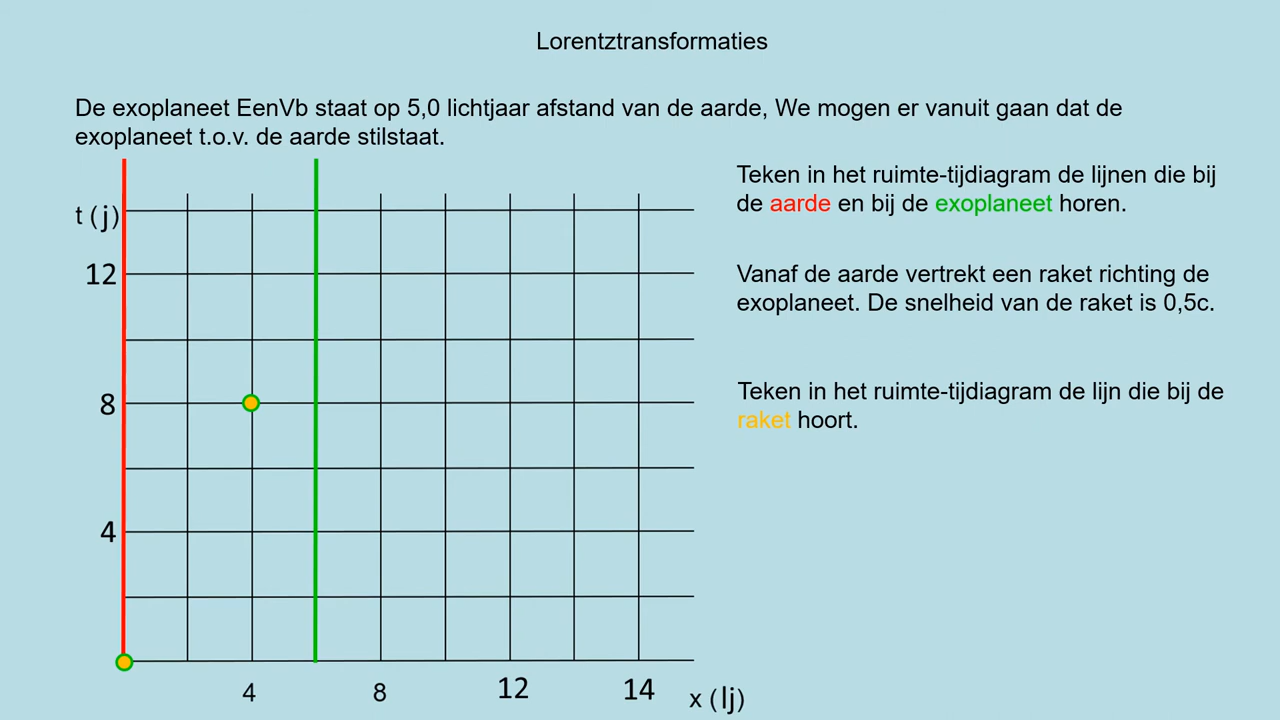 Lorentztransformaties
De exoplaneet EenVb staat op 5,0 lichtjaar afstand van de aarde, We mogen er vanuit gaan dat de
exoplaneet t.o.v. de aarde stilstaat.
Teken in het ruimte-tijdiagram de lijnen die bij
de aarde en bij de exoplaneet horen.
Vanaf de aarde vertrekt een raket richting de
exoplaneet. De snelheid van de raket is 0,5c.
Teken in het ruimte-tijdiagram de lijn die bij de
raket hoort.
t (j)
12
8
4
4 8 12 14 x (lj)